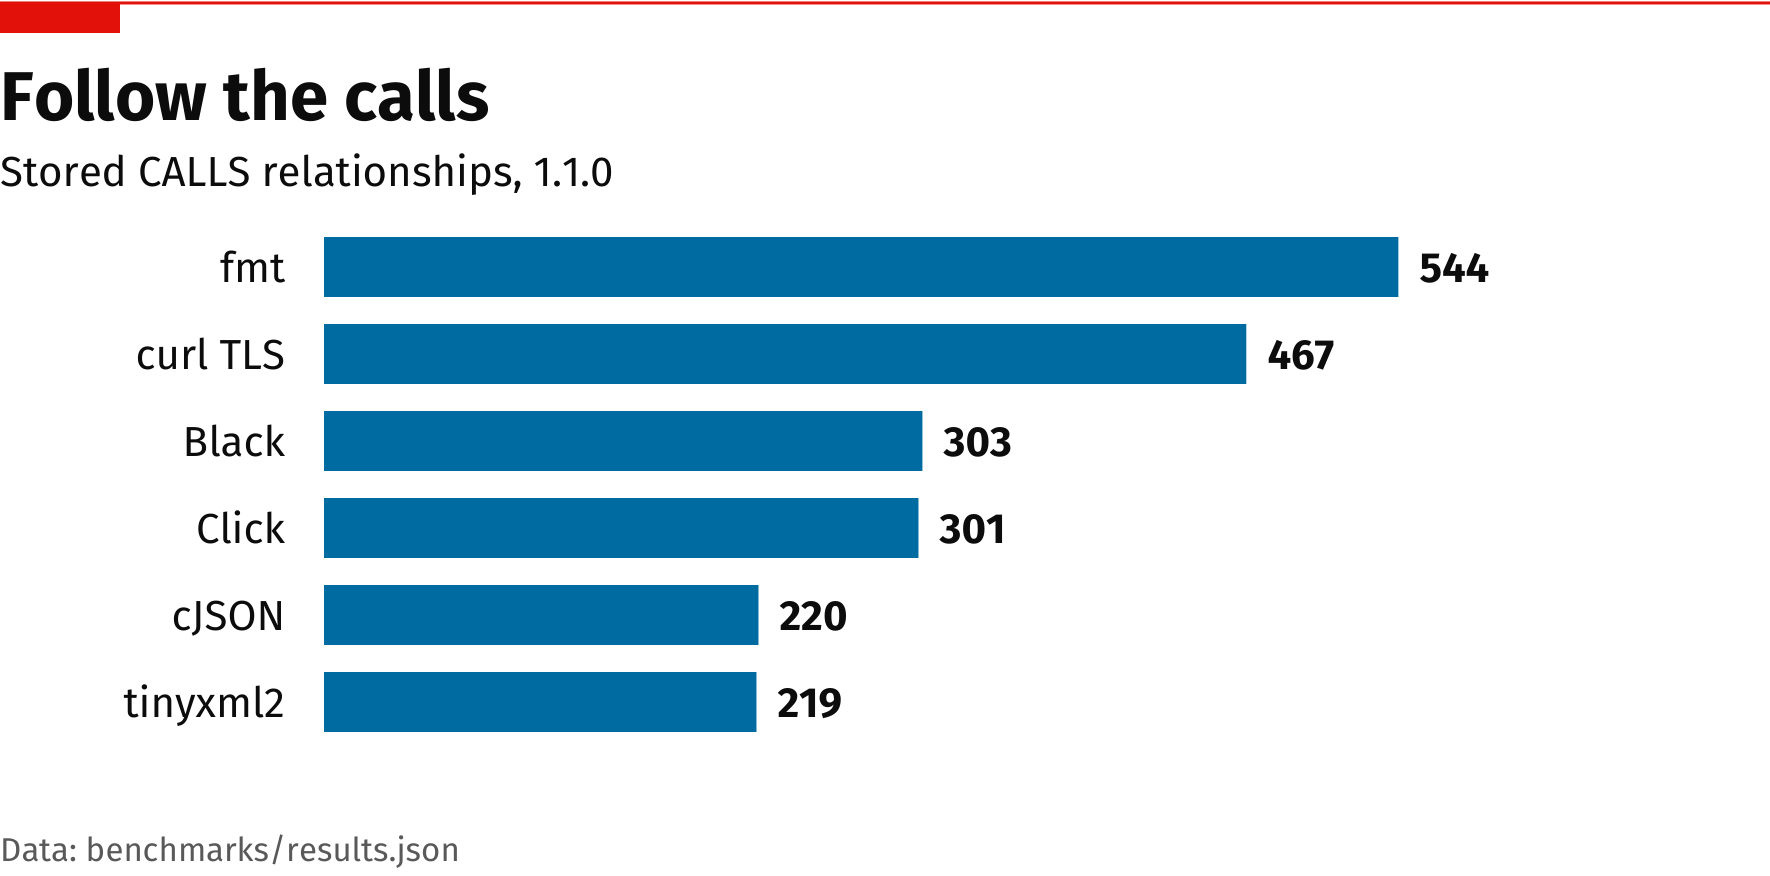 Follow the calls
Stored CALLS relationships, 1.1.0
fmt 544
curl TLS 467
Black 303
Click 301
cJSON 220
tinyxml2 219
Data: benchmarks/results.json